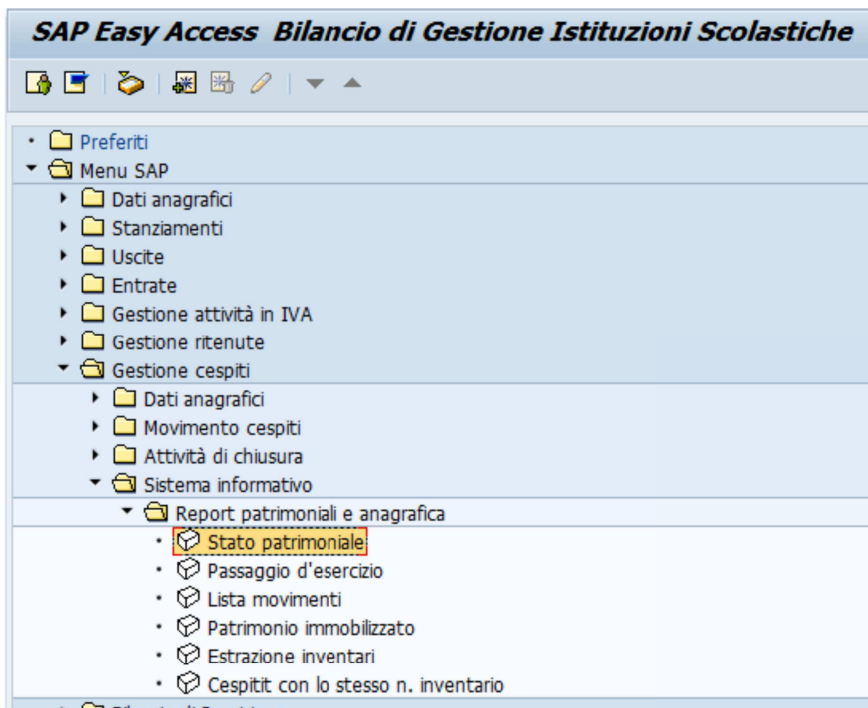 SAP Easy Access Bilancio di Gestione Istituzioni Scolastiche
Preferiti
Menu SAP
Dati anagrafici
Stanziamenti
Uscite
Entrate
Gestione attività in IVA
Gestione ritenute
Gestione cespiti
Dati anagrafici
Movimento cespiti
Attività di chiusura
Sistema informativo
Report patrimoniali e anagrafica
Stato patrimoniale
Passaggio d'esercizio
Lista movimenti
Patrimonio immobilizzato
Estrazione inventari
Cespitit con lo stesso n. inventario